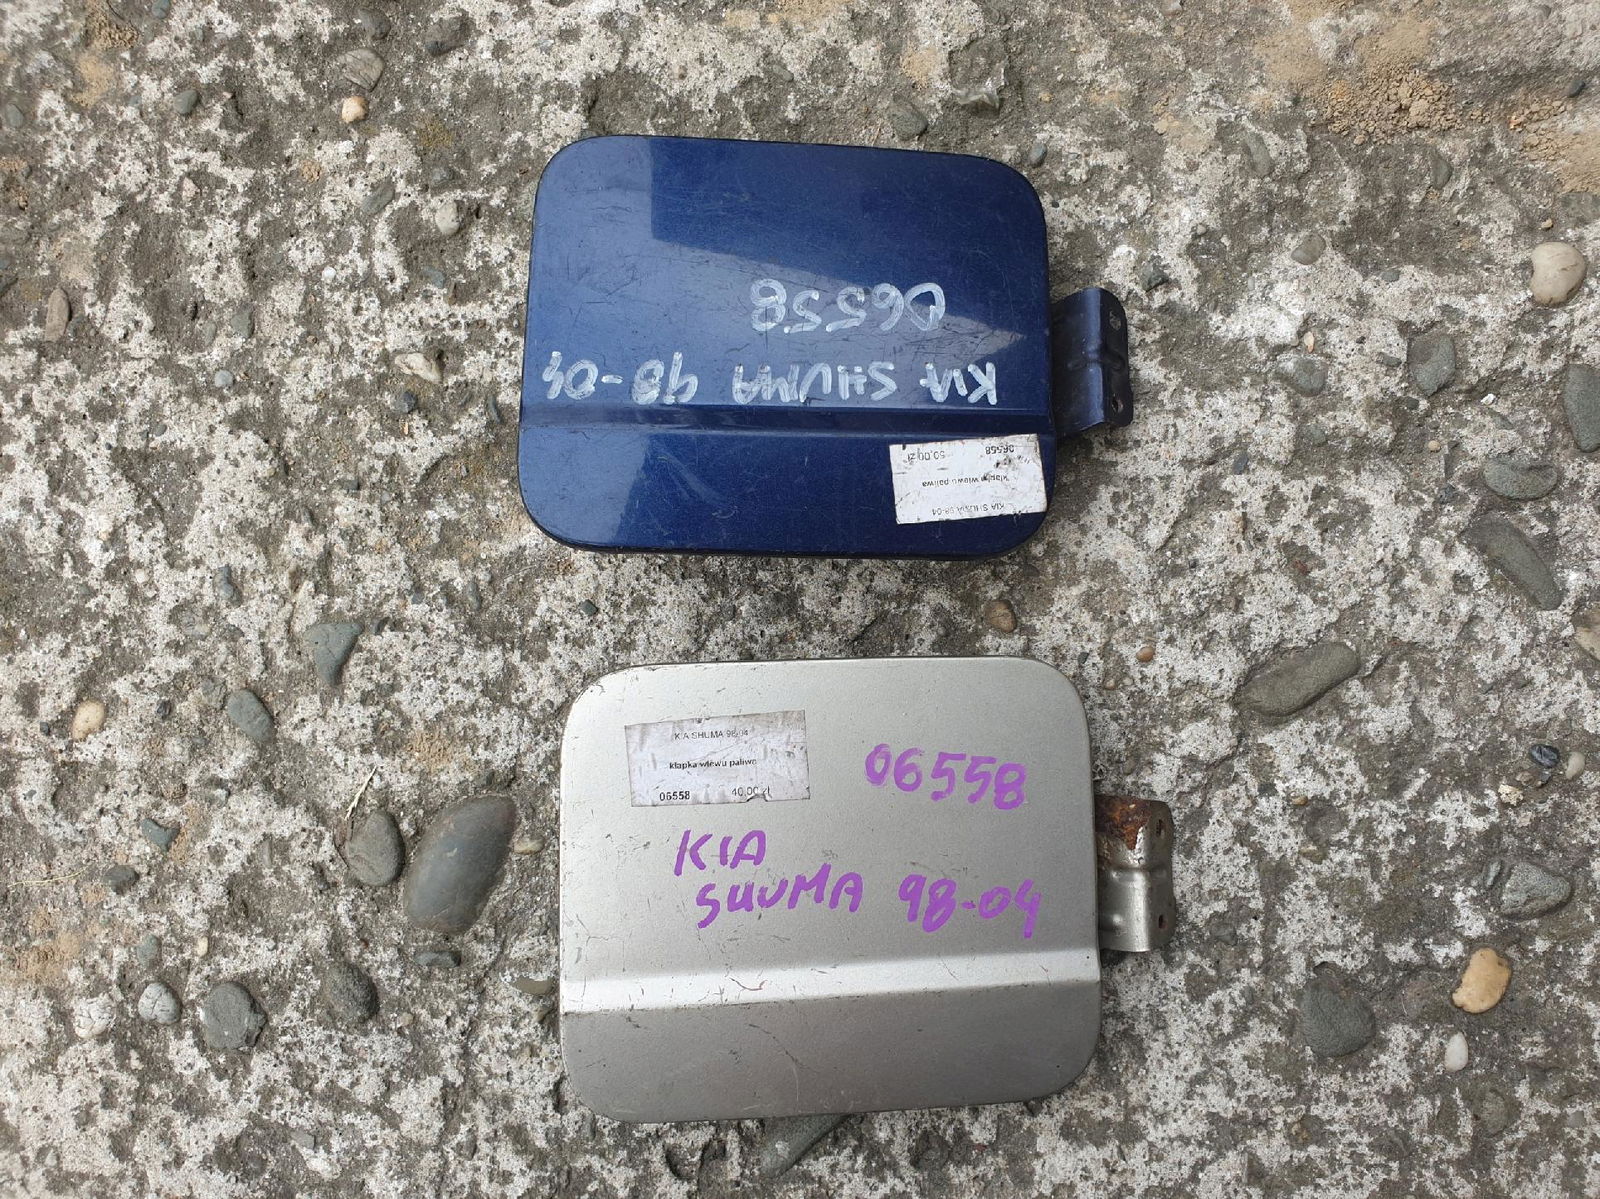 06558
KIA SHUMA 98-04
KIA SHUMA 98-04
klapka wlewu paliwa
06558 50,00 zł
KIA SHUMA 98-04
klapka wlewu paliwa
06558 40,00 zł
06558
KIA
SHUMA 98-04